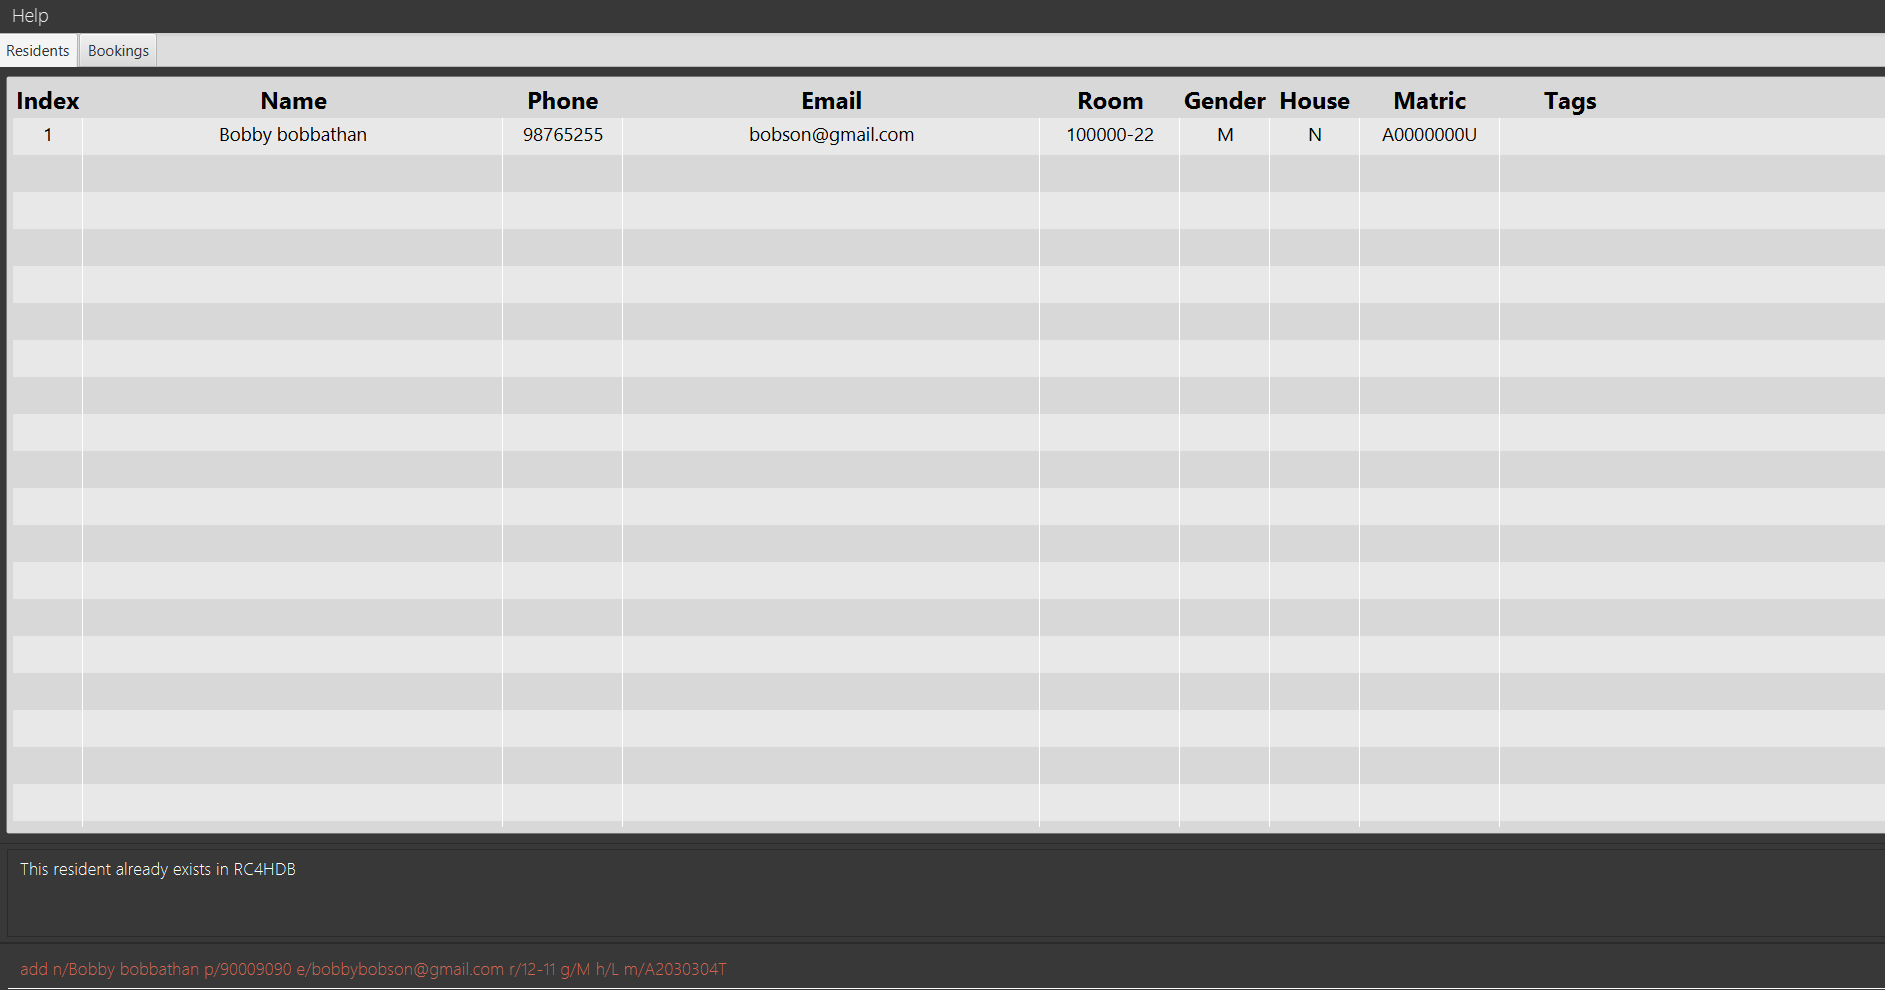 Help
Residents Bookings
Index Name Phone Email Room Gender House Matric Tags
1 Bobby bobbathan 98765255 bobson@gmail.com 100000-22 M N A0000000U
This resident already exists in RC4HDB
add n/Bobby bobbathan p/90009090 e/bobbybobson@gmail.com r/12-11 g/M h/L m/A2030304T